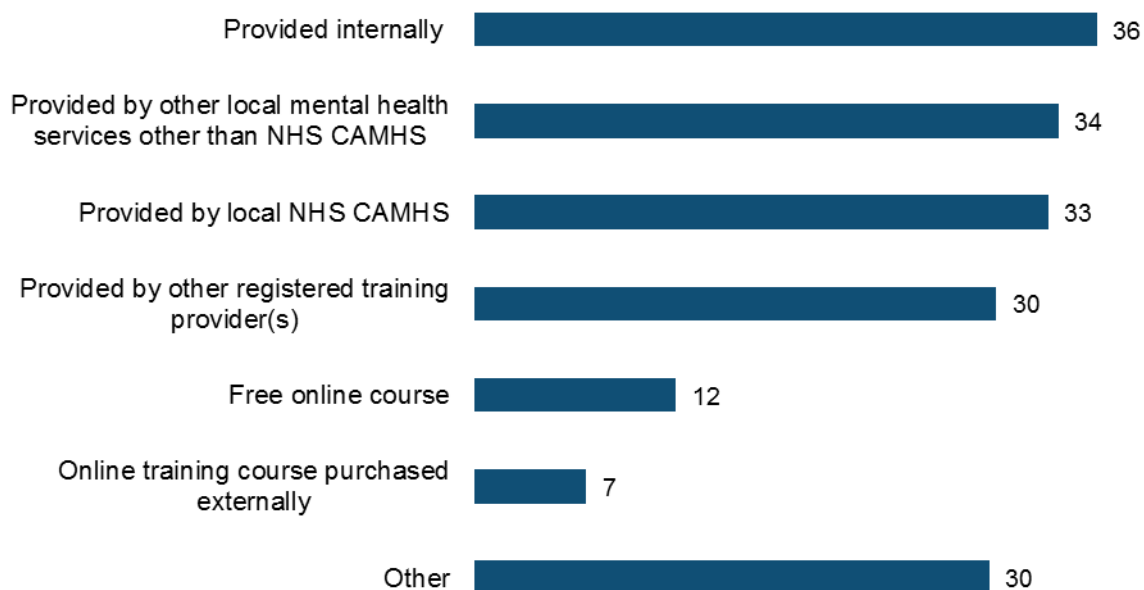 Provided internally
36
Provided by other local mental health
services other than NHS CAMHS
34
Provided by local NHS CAMHS
33
Provided by other registered training
provider(s)
30
Free online course
12
Online training course purchased
externally
7
Other
30